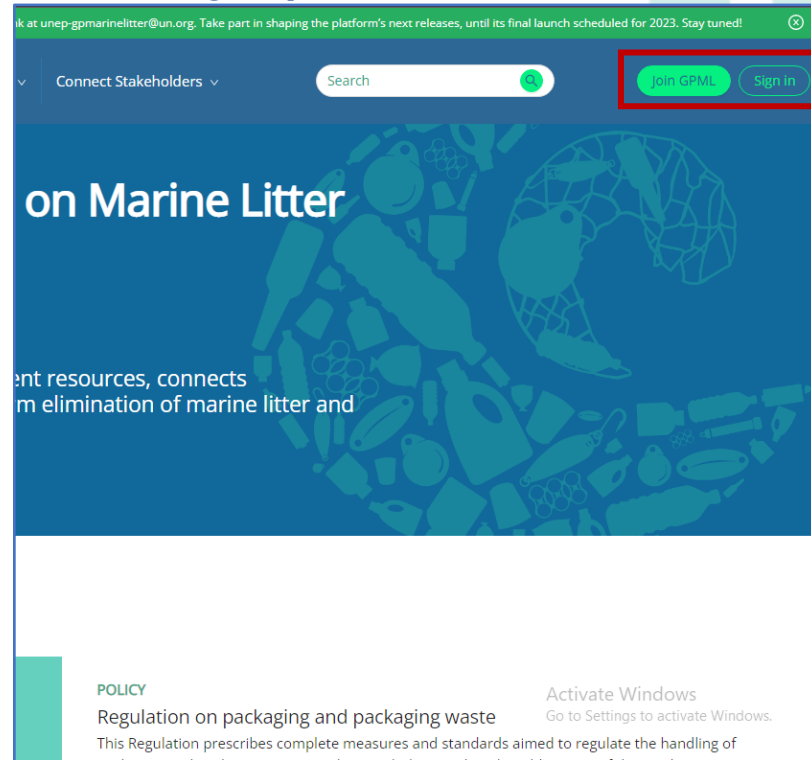 k at unep-gpmarinelitter@un.org. Take part in shaping the platform's next releases, until its final launch scheduled for 2023. Stay tuned!
Connect Stakeholders
Search
Join GPML
Sign in
on Marine Litter
ent resources, connects
m elimination of marine litter and
POLICY
Regulation on packaging and packaging waste
This Regulation prescribes complete measures and standards aimed to regulate the handling of
Activate Windows
Go to Settings to activate Windows.